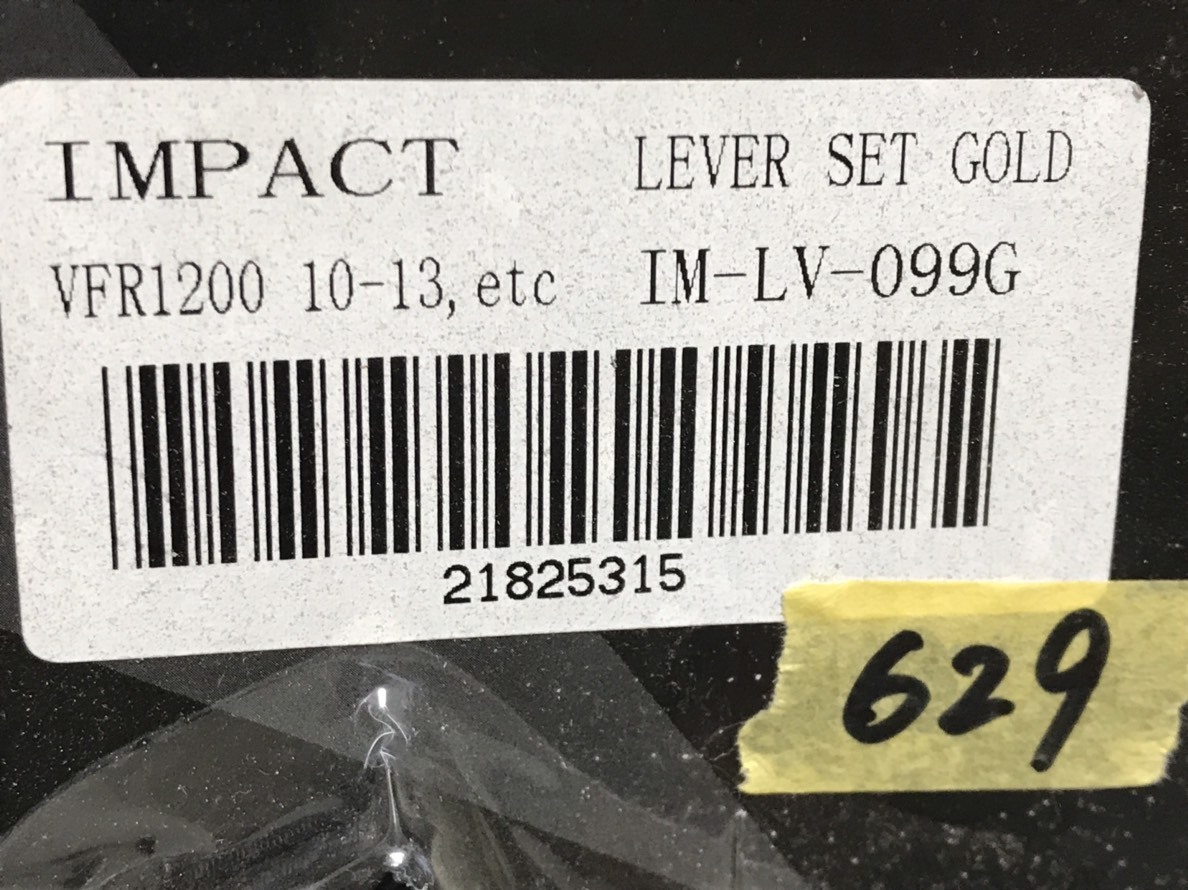 IMPACT LEVER SET GOLD
VFR1200 10-13, etc IM-LV-099G
21825315
629